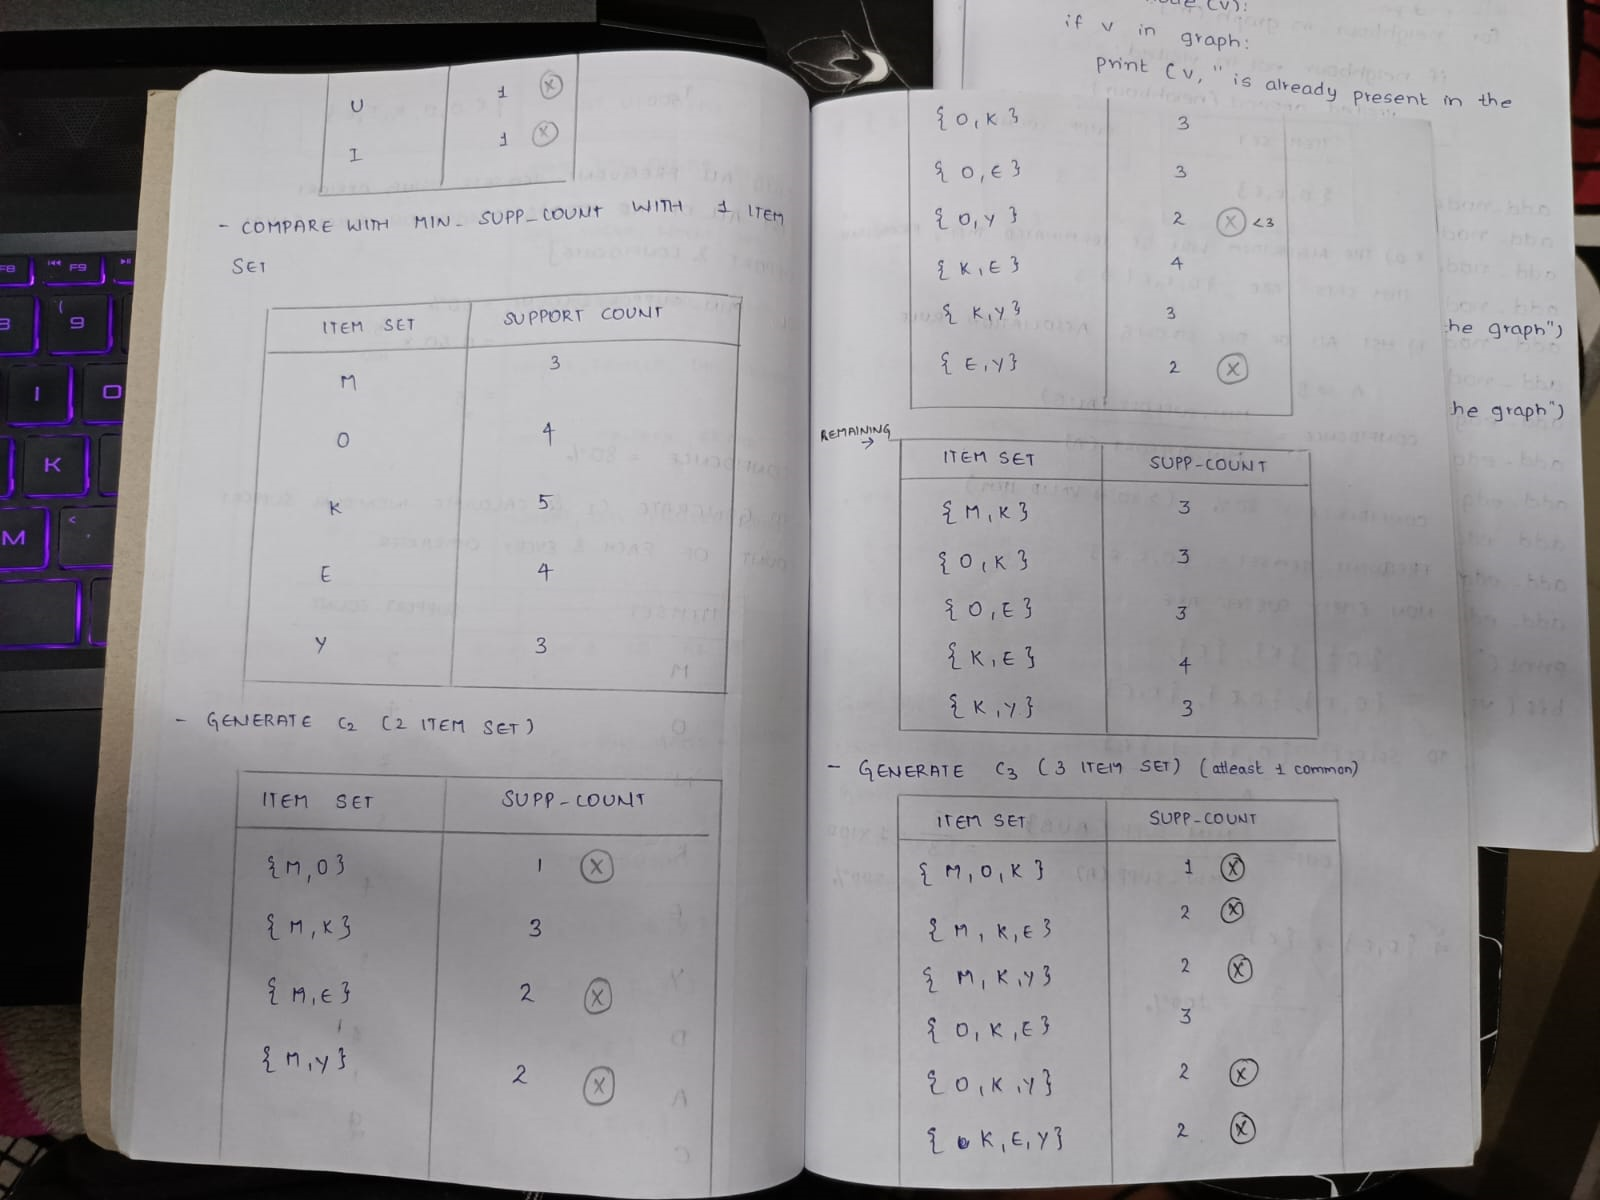 U 1 ⓧ
I 1 ⓧ
- COMPARE WITH MIN - SUPP_COUNT WITH 1 ITEM
SET
ITEM SET SUPPORT COUNT
M 3
O 4
K 5
E 4
Y 3
- GENERATE C2 (2 ITEM SET)
ITEM SET SUPP-COUNT
{M,O} 1 ⓧ
{M,K} 3
{M,E} 2 ⓧ
{M,Y} 2 ⓧ
{O,K} 3
{O,E} 3
{O,Y} 2 ⓧ <3
{K,E} 4
{K,Y} 3
{E,Y} 2 ⓧ
REMAINING →
ITEM SET SUPP-COUNT
{M,K} 3
{O,K} 3
{O,E} 3
{K,E} 4
{K,Y} 3
- GENERATE C3 (3 ITEM SET) (atleast 1 common)
ITEM SET SUPP-COUNT
{M,O,K} 1 ⓧ
{M,K,E} 2 ⓧ
{M,K,Y} 2 ⓧ
{O,K,E} 3
{O,K,Y} 2 ⓧ
{K,E,Y} 2 ⓧ
(v):
if v in graph:
print (v, " is already present in the
he graph")
he graph")
F8
F9
(
9
I
O
K
M
<